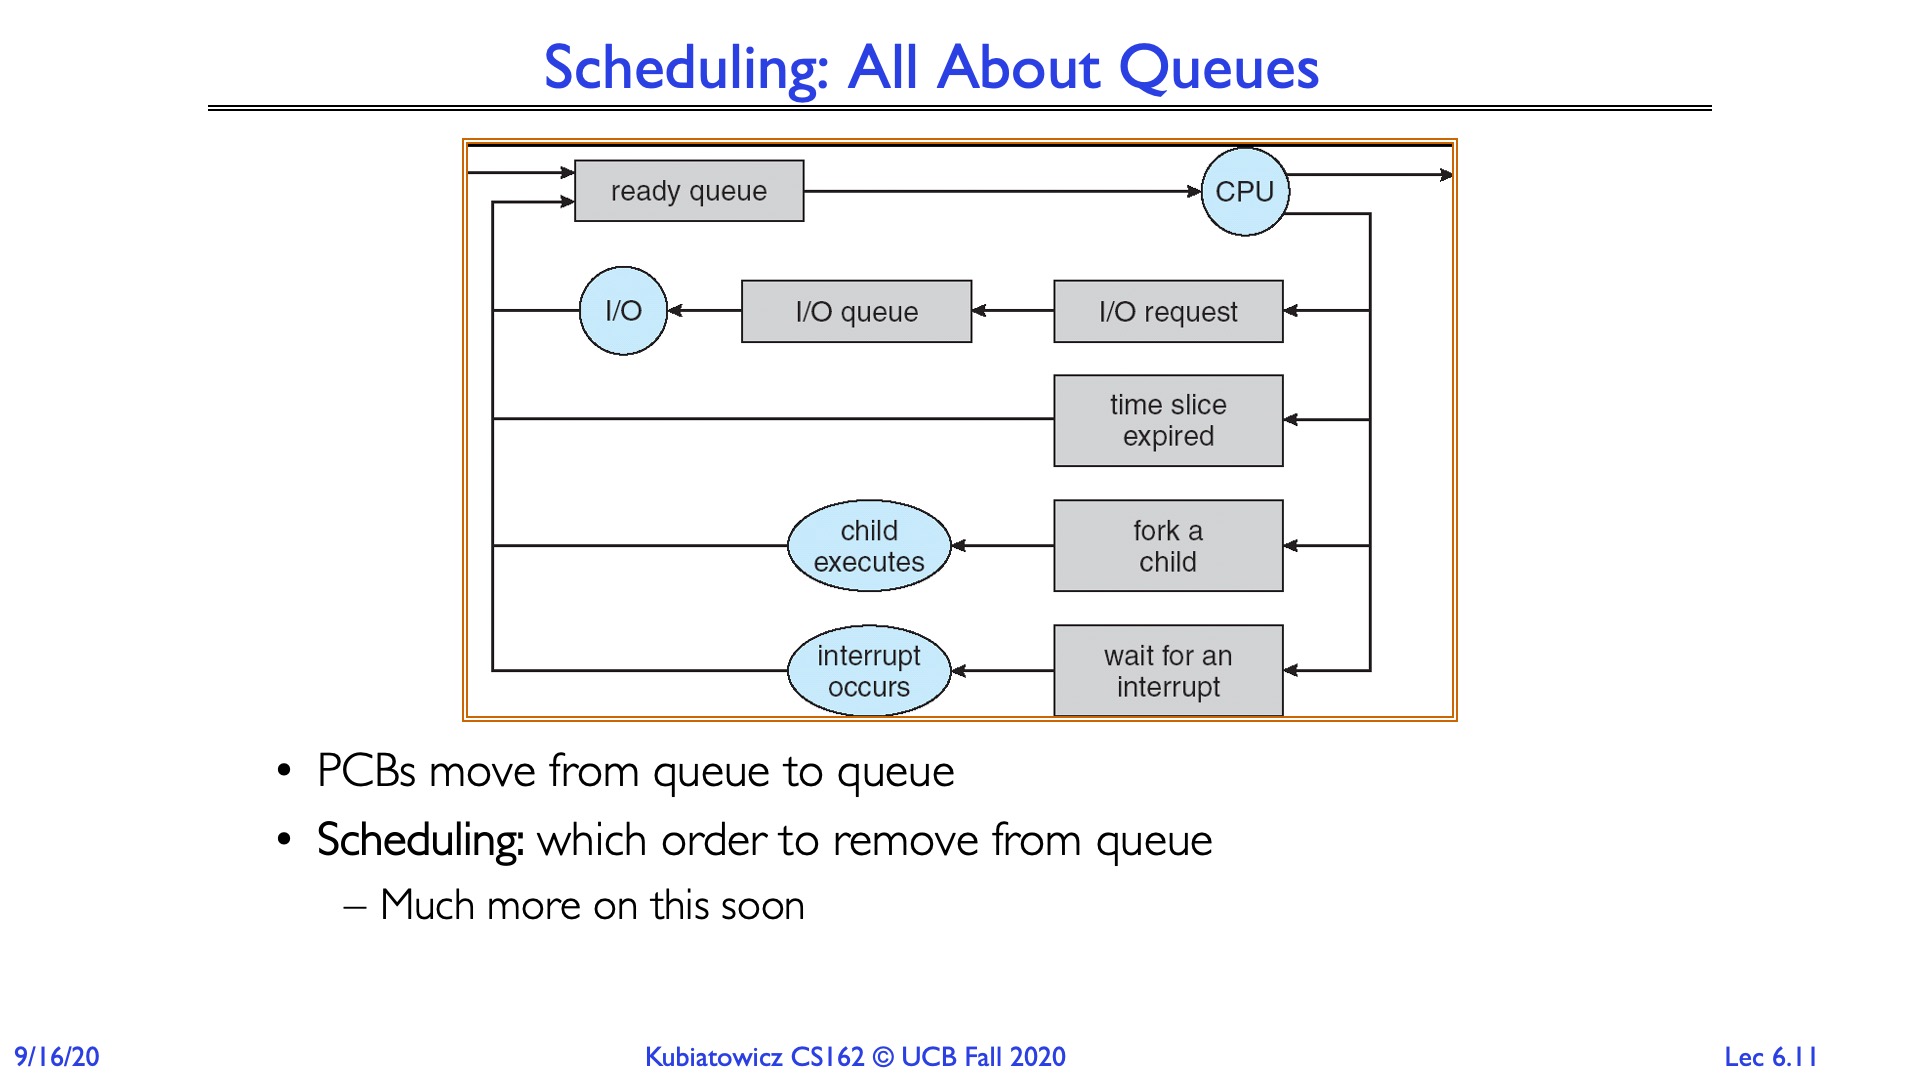 Scheduling: All About Queues
ready queue
CPU
I/O
I/O queue
I/O request
time slice
expired
child
executes
fork a
child
interrupt
occurs
wait for an
interrupt
• PCBs move from queue to queue
• Scheduling: which order to remove from queue
– Much more on this soon
9/16/20
Kubiatowicz CS162 © UCB Fall 2020
Lec 6.11